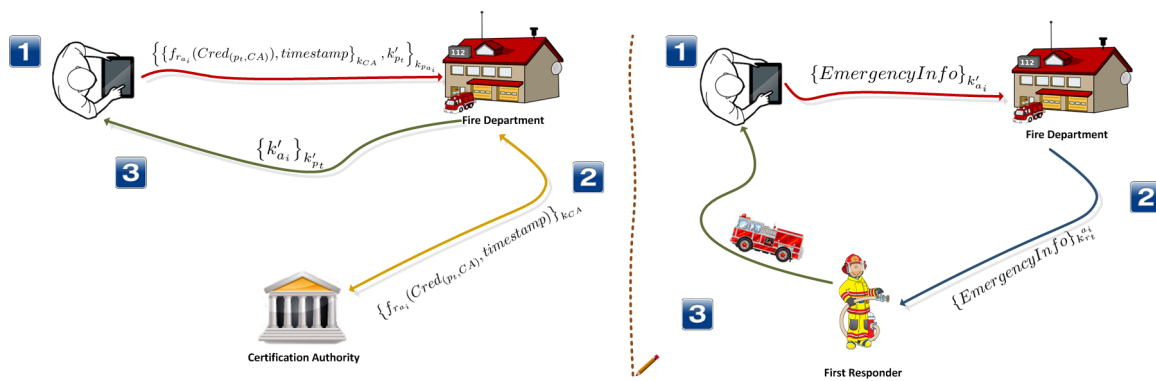 1
{{f_{r_{a_i}}(Cred_{(p_t,CA)}), timestamp}_{k_{CA}}, k'_{p_t}}_{k_{pa_i}}
112
Fire Department
{k'_{a_i}}_{k'_{p_t}}
3
2
{f_{r_{a_i}}(Cred_{(p_t,CA)}, timestamp)}_{k_{CA}}
Certification Authority
1
{EmergencyInfo}_{k'_{a_i}}
112
Fire Department
2
{EmergencyInfo}_{k_{r_t}^{a_i}}
3
First Responder